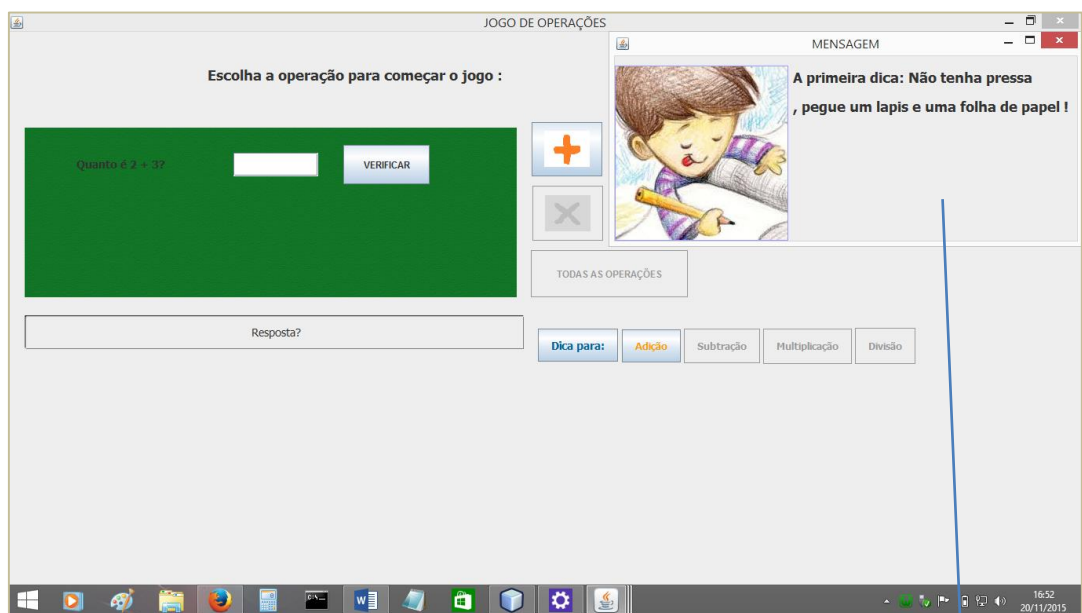 JOGO DE OPERAÇÕES
MENSAGEM
Escolha a operação para começar o jogo :
A primeira dica: Não tenha pressa
, pegue um lapis e uma folha de papel !
Quanto é 2 + 3?
VERIFICAR
TODAS AS OPERAÇÕES
Resposta?
Dica para:
Adição
Subtração
Multiplicação
Divisão
16:52
20/11/2015